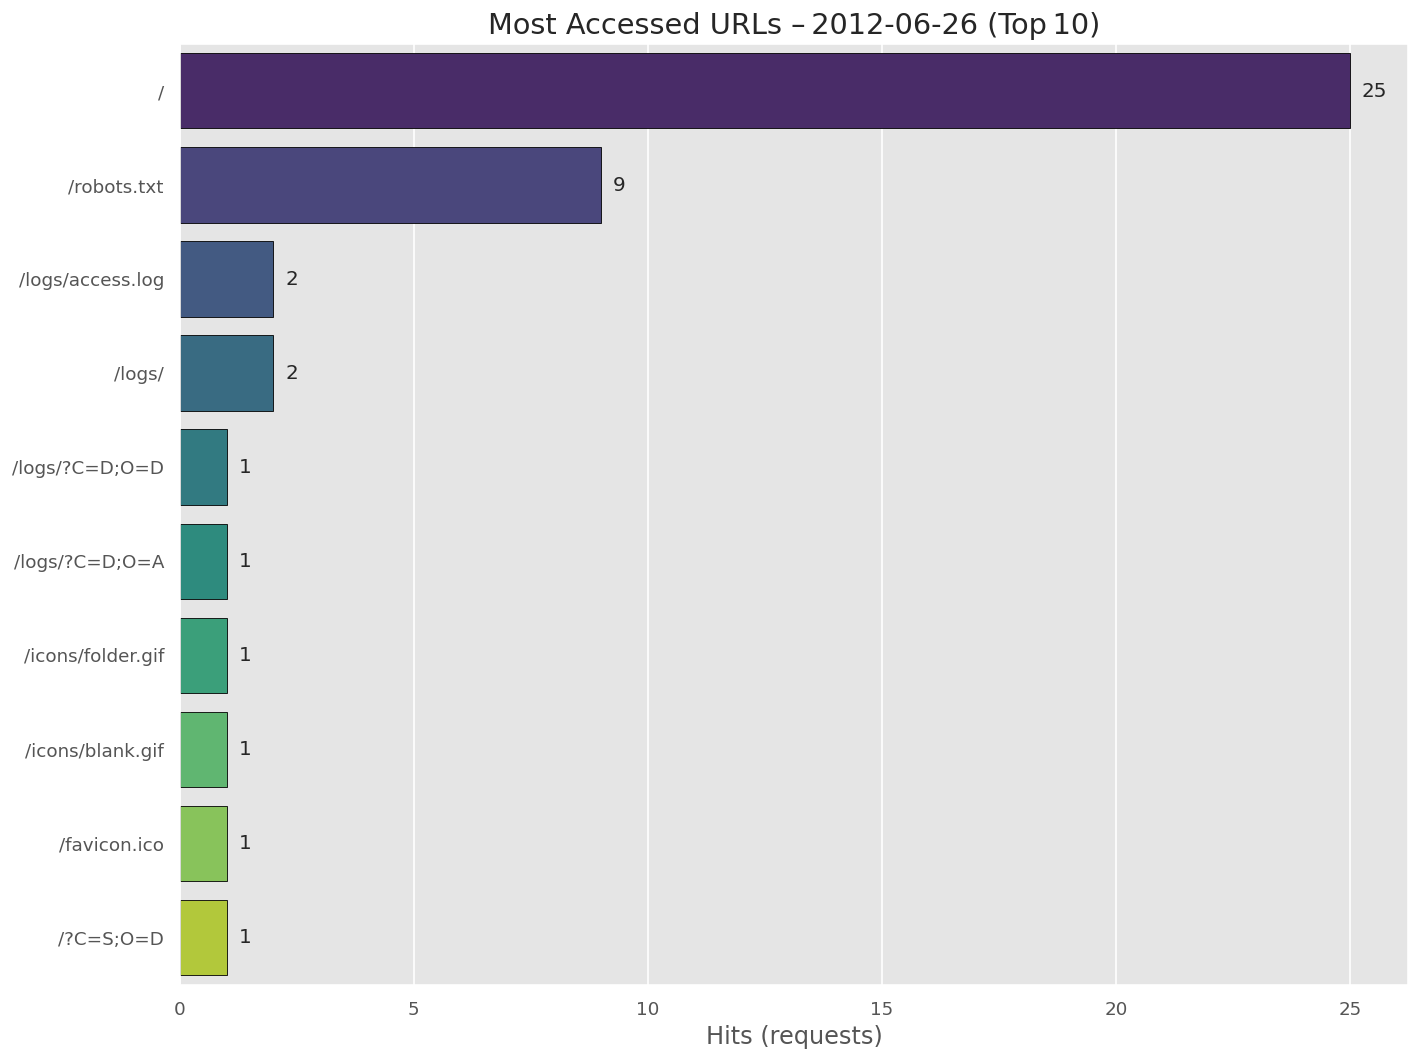 Most Accessed URLs – 2012-06-26 (Top 10)
/ 25
/robots.txt 9
/logs/access.log 2
/logs/ 2
/logs/?C=D;O=D 1
/logs/?C=D;O=A 1
/icons/folder.gif 1
/icons/blank.gif 1
/favicon.ico 1
/?C=S;O=D 1
0 5 10 15 20 25
Hits (requests)